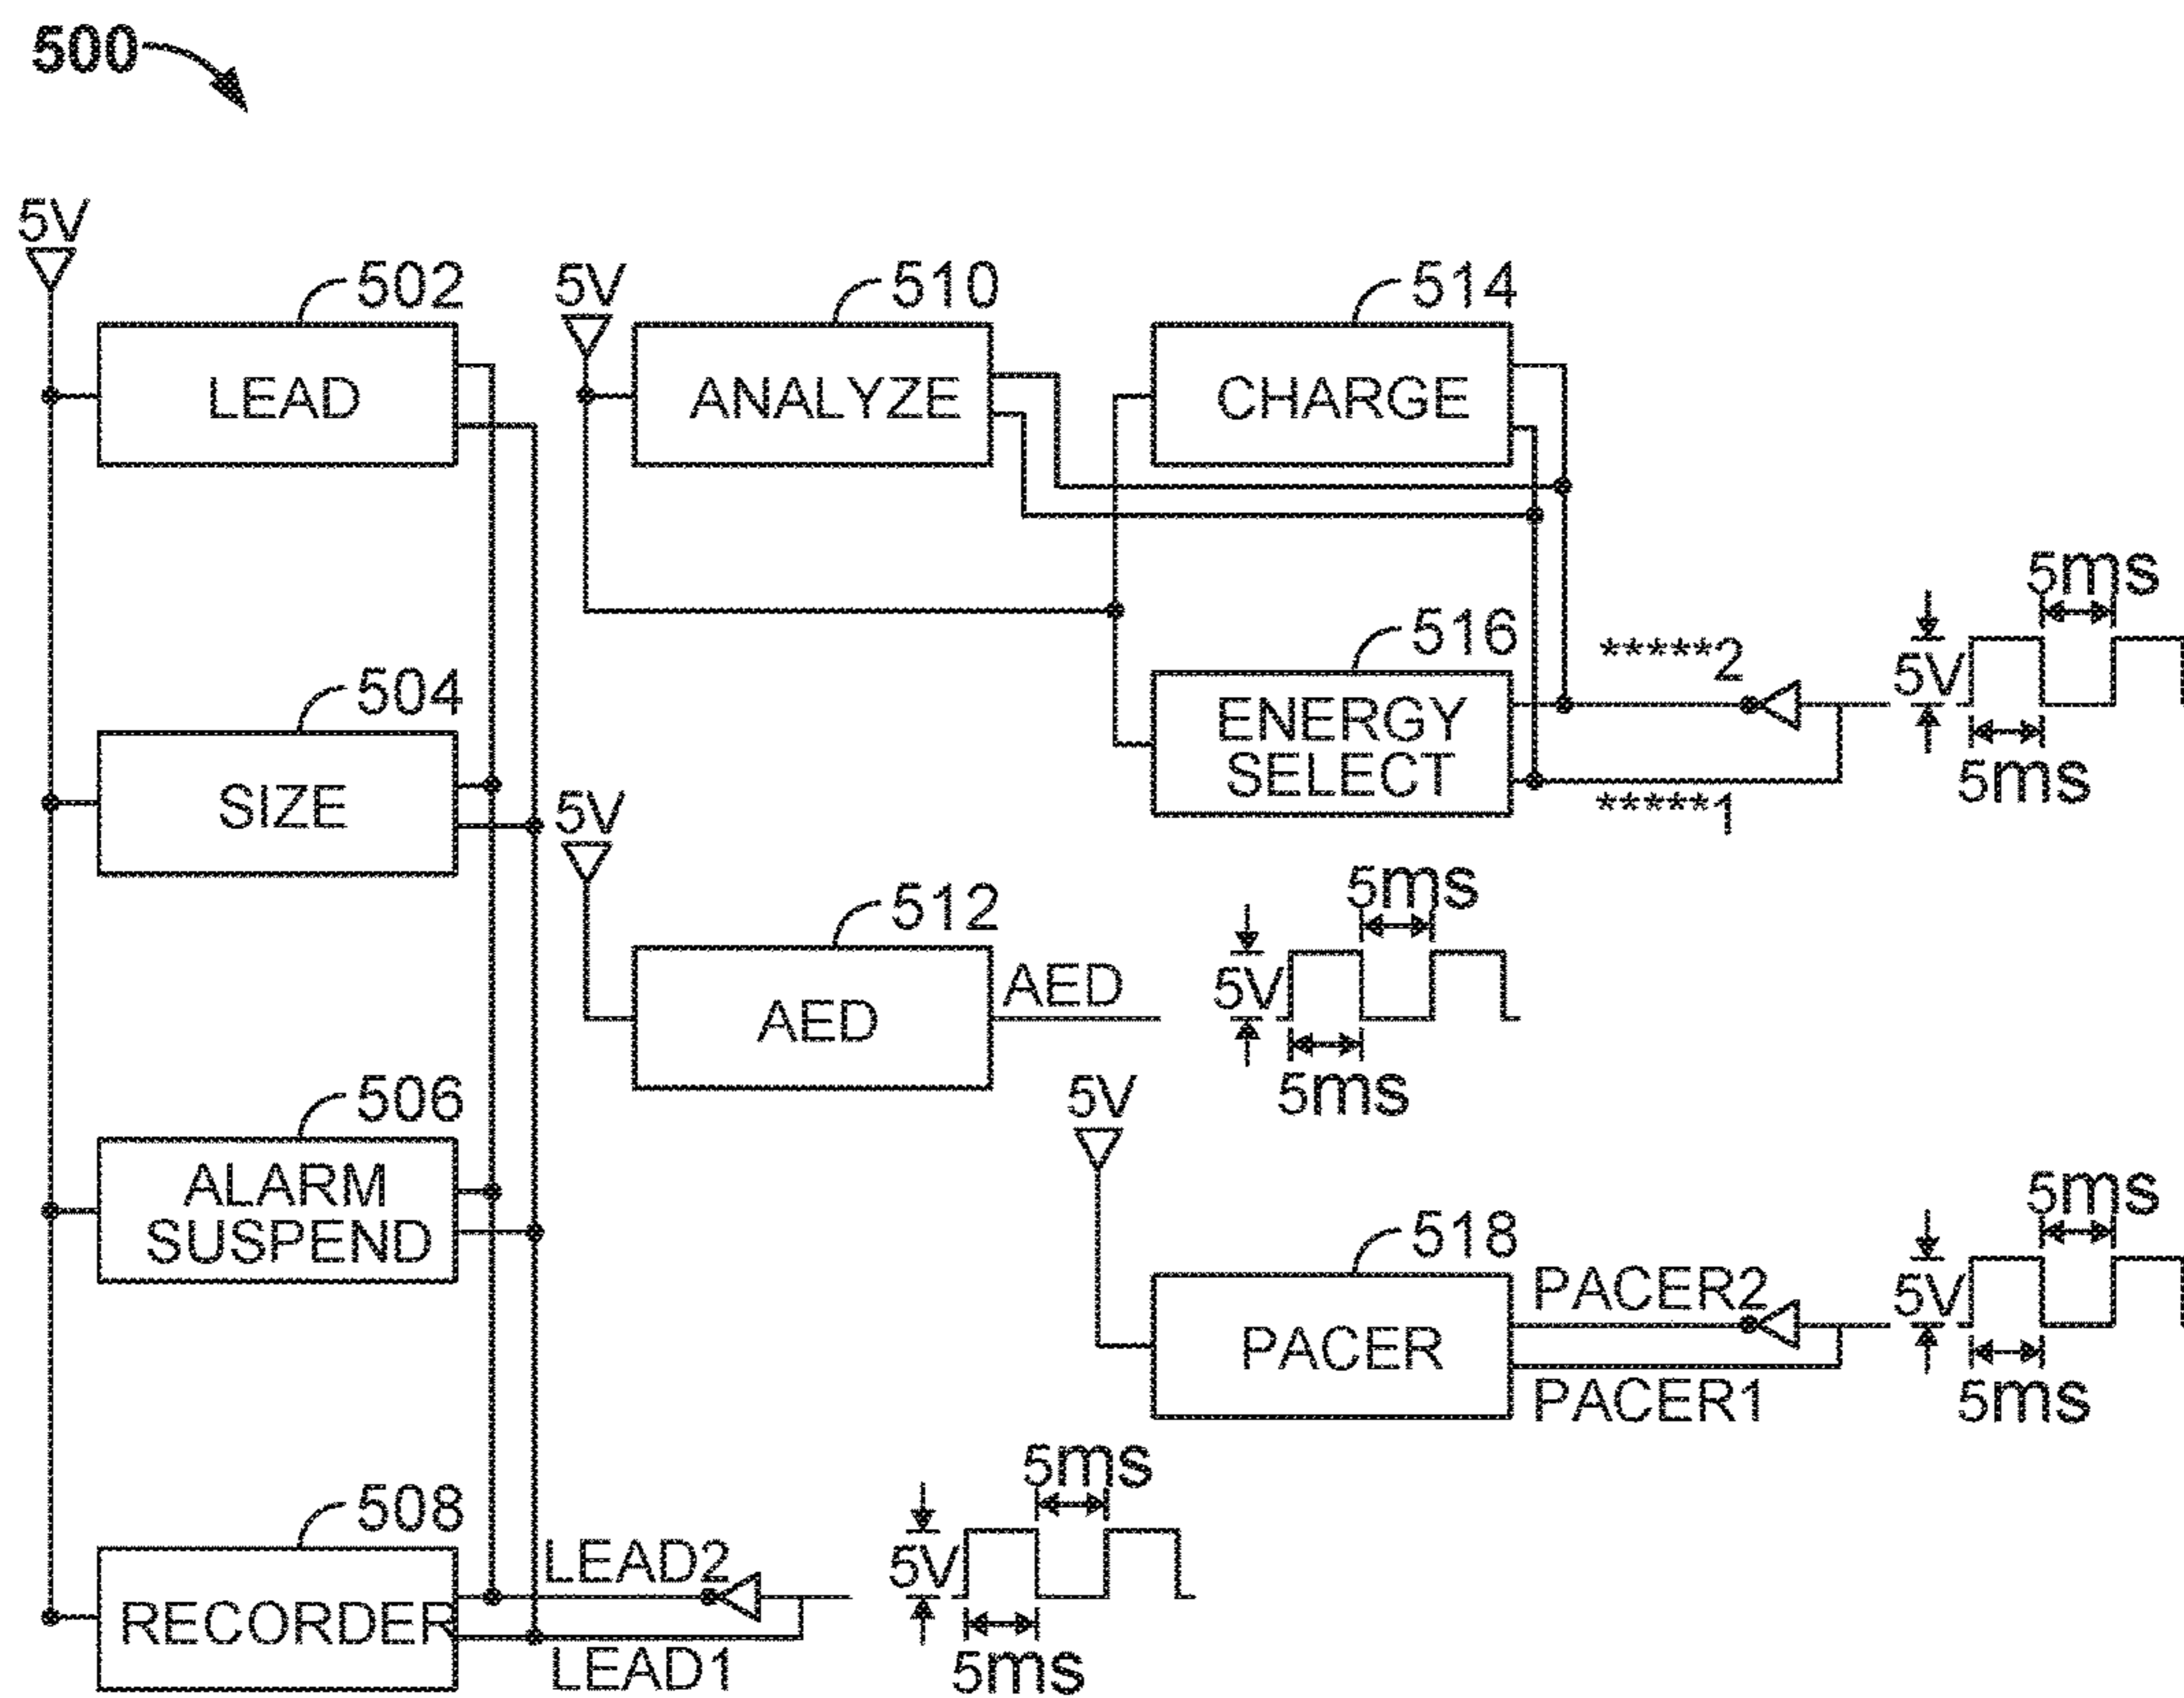 500
5V
502
LEAD
5V
510
ANALYZE
514
CHARGE
504
SIZE
516
ENERGY
SELECT
*****2
*****1
5V
5ms
5ms
5V
512
AED
AED
5V
5ms
5ms
506
ALARM
SUSPEND
5V
518
PACER
PACER2
PACER1
5V
5ms
5ms
508
RECORDER
LEAD2
LEAD1
5V
5ms
5ms